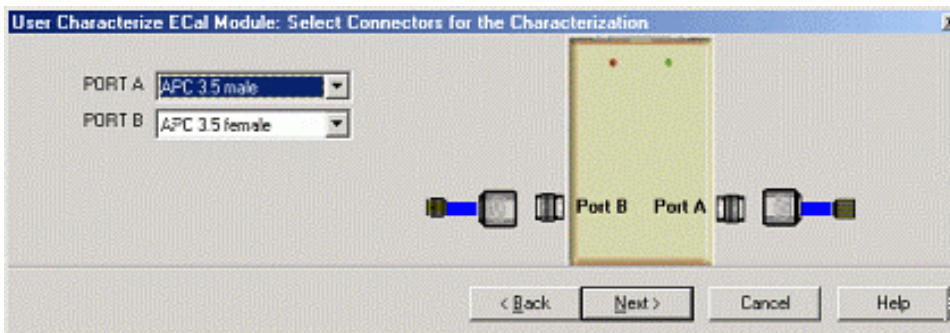 User Characterize ECal Module: Select Connectors for the Characterization
PORT A APC 3.5 male
PORT B APC 3.5 female
Port B Port A
< Back Next > Cancel Help